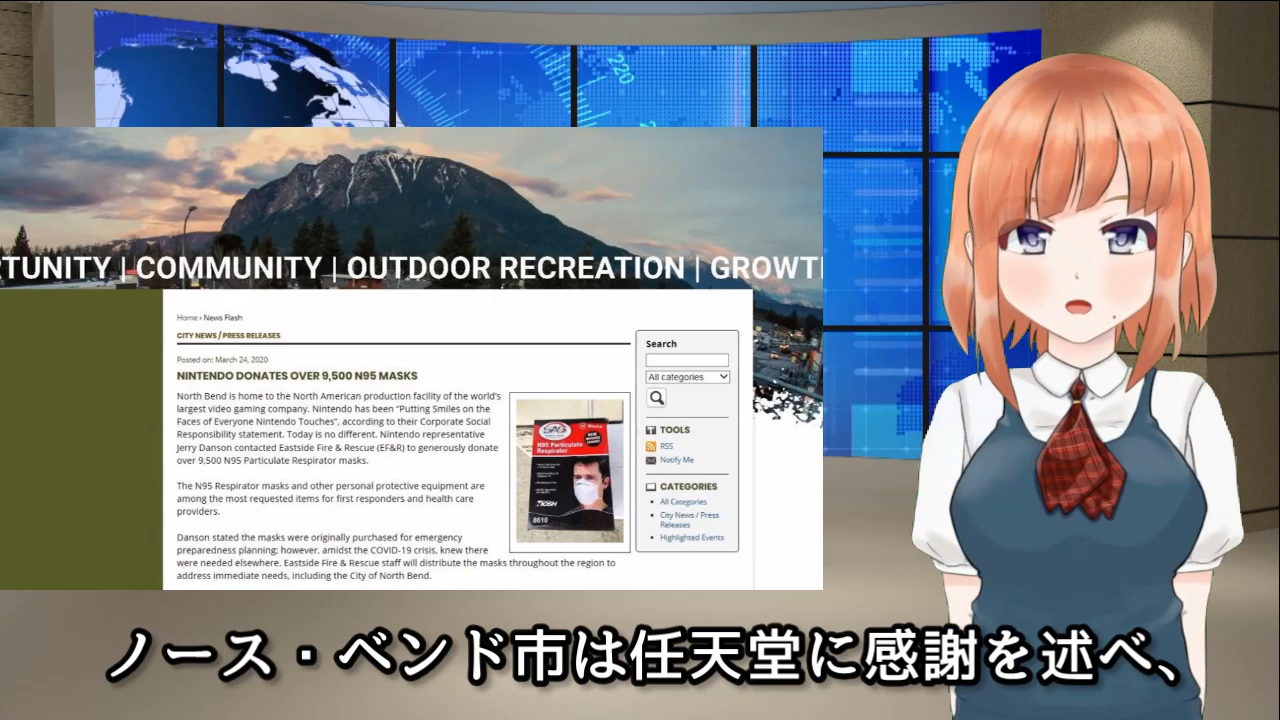 220
RTUNITY | COMMUNITY | OUTDOOR RECREATION | GROWTH
Home › News Flash
CITY NEWS / PRESS RELEASES
Posted on: March 24, 2020
NINTENDO DONATES OVER 9,500 N95 MASKS
North Bend is home to the North American production facility of the world's
largest video gaming company. Nintendo has been "Putting Smiles on the
Faces of Everyone Nintendo Touches", according to their Corporate Social
Responsibility statement. Today is no different. Nintendo representative
Jerry Danson contacted Eastside Fire & Rescue (EF&R) to generously donate
over 9,500 N95 Particulate Respirator masks.
The N95 Respirator masks and other personal protective equipment are
among the most requested items for first responders and health care
providers.
Danson stated the masks were originally purchased for emergency
preparedness planning; however, amidst the COVID-19 crisis, knew there
were needed elsewhere. Eastside Fire & Rescue staff will distribute the masks throughout the region to
address immediate needs, including the City of North Bend.
SAS
N95 Particulate
Respirator
NIOSH
8610
Search
All categories
TOOLS
RSS
Notify Me
CATEGORIES
All Categories
City News / Press
Releases
Highlighted Events
ノース・ベンド市は任天堂に感謝を述べ、